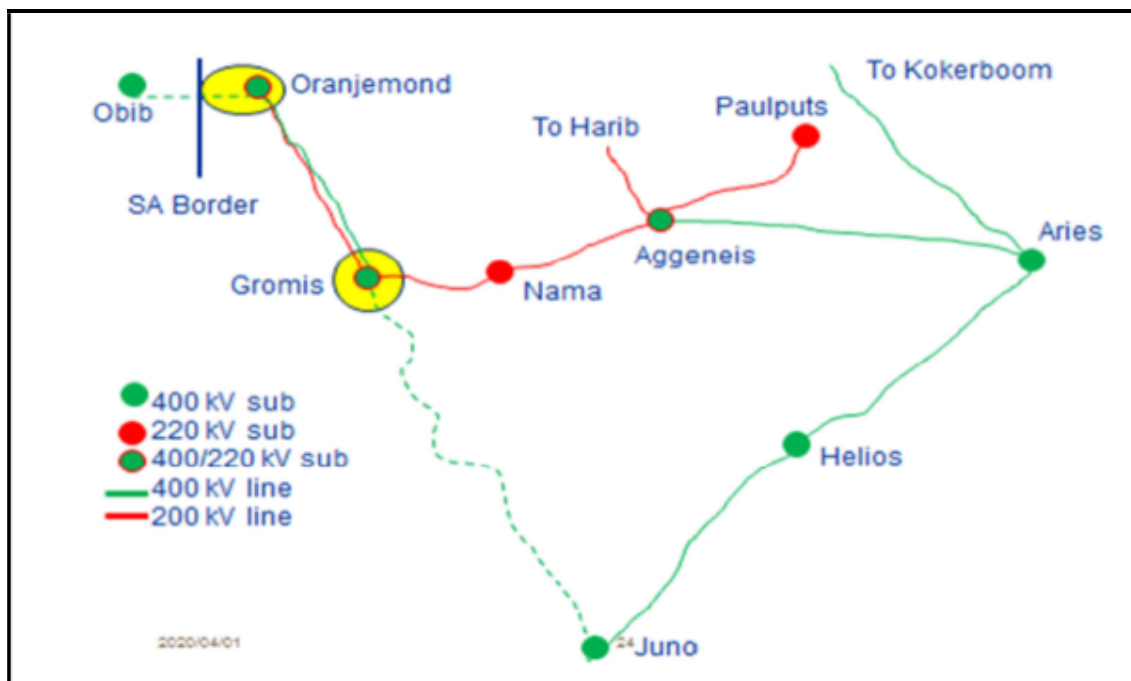 To Kokerboom
Oranjemond
Paulputs
Obib
To Harib
SA Border
Aries
Aggeneis
Gromis
Nama
400 kV sub
220 kV sub
400/220 kV sub
Helios
400 kV line
200 kV line
2020/04/01
24
Juno